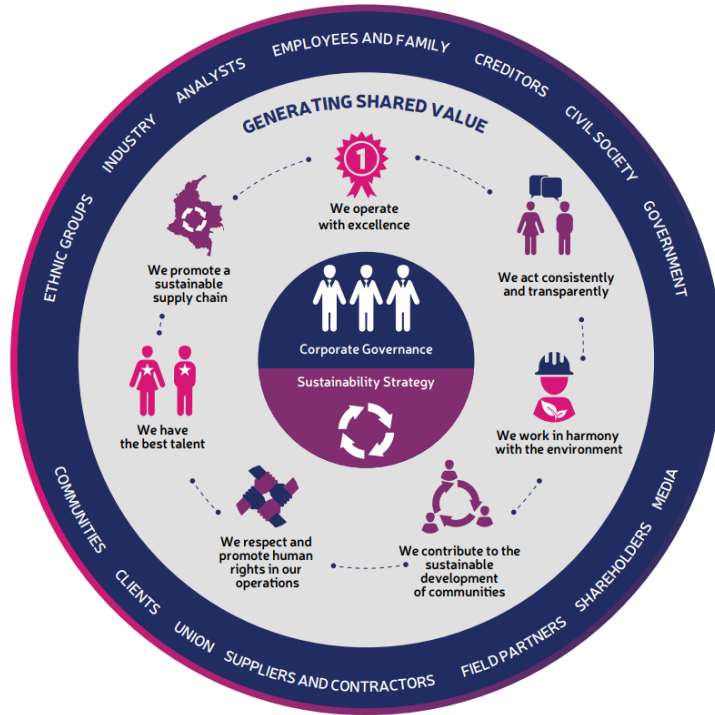 ETHNIC GROUPS
INDUSTRY
ANALYSTS
EMPLOYEES AND FAMILY
CREDITORS
CIVIL SOCIETY
GOVERNMENT
GENERATING SHARED VALUE
1
We operate
with excellence
We act consistently
and transparently
We work in harmony
with the environment
We contribute to the
sustainable
development
of communities
We respect and
promote human
rights in our
operations
We have
the best talent
We promote a
sustainable
supply chain
Corporate Governance
Sustainability Strategy
COMMUNITIES
CLIENTS
UNION
SUPPLIERS AND CONTRACTORS
FIELD PARTNERS
SHAREHOLDERS
MEDIA